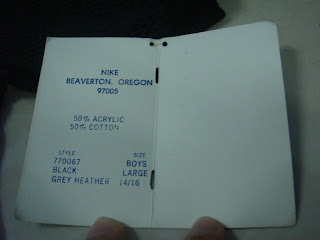 NIKE
BEAVERTON, OREGON
97005
50% ACRYLIC
50% COTTON
STYLE SIZE
770067 BOYS
BLACK LARGE
GREY HEATHER 14/16